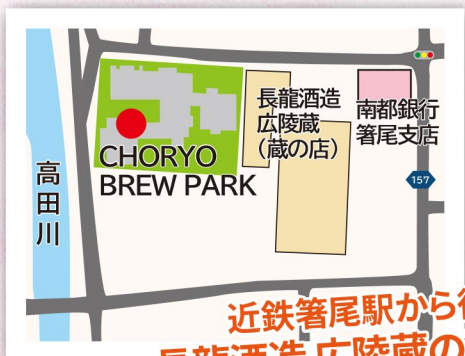 長龍酒造
広陵蔵
(蔵の店)
南都銀行
箸尾支店
CHORYO
BREW PARK
高田川
157
近鉄箸尾駅から
長龍酒造 広陵蔵の